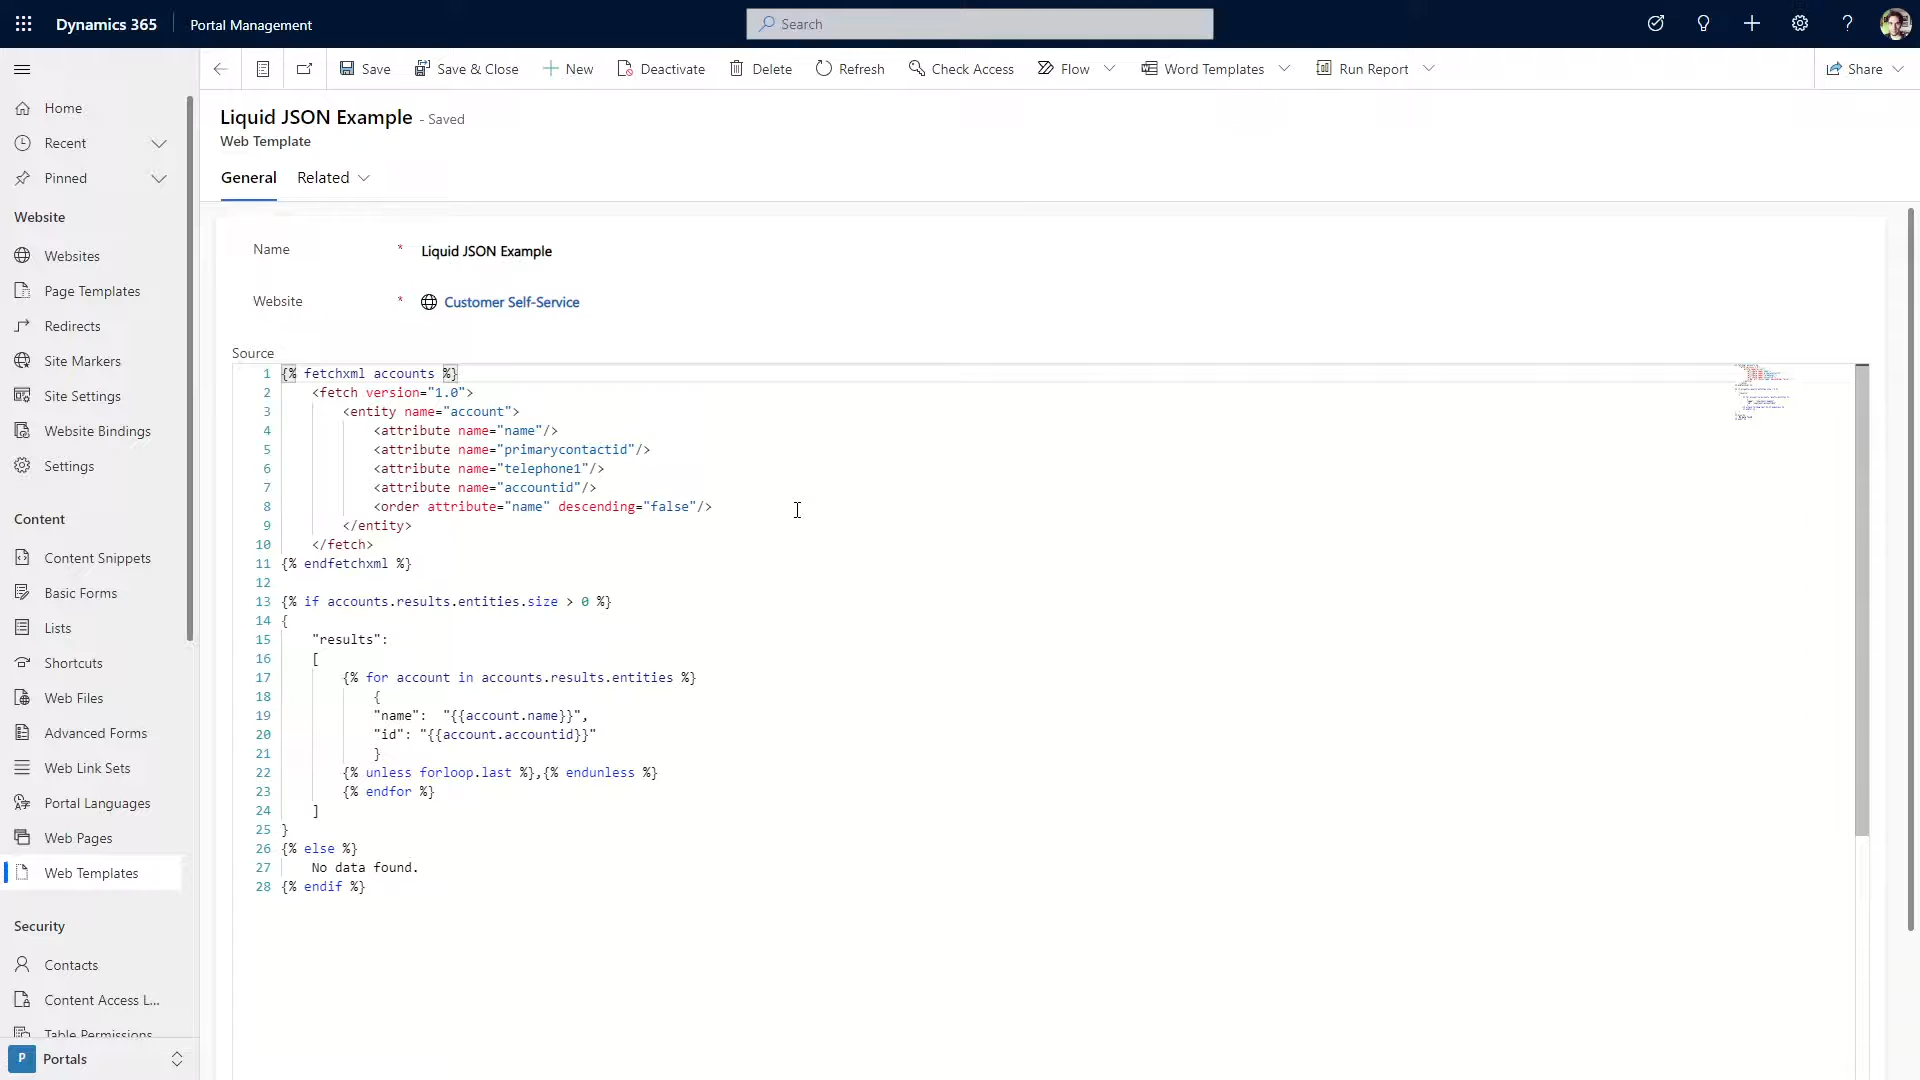 Dynamics 365
Portal Management
Search
Save
Save & Close
New
Deactivate
Delete
Refresh
Check Access
Flow
Word Templates
Run Report
Share
Home
Recent
Pinned
Website
Websites
Page Templates
Redirects
Site Markers
Site Settings
Website Bindings
Settings
Content
Content Snippets
Basic Forms
Lists
Shortcuts
Web Files
Advanced Forms
Web Link Sets
Portal Languages
Web Pages
Web Templates
Security
Contacts
Content Access L...
Table Permissions
P Portals
Liquid JSON Example - Saved
Web Template
General
Related
Name * Liquid JSON Example
Website * Customer Self-Service
Source
1 {% fetchxml accounts %}
2 <fetch version="1.0">
3 <entity name="account">
4 <attribute name="name"/>
5 <attribute name="primarycontactid"/>
6 <attribute name="telephone1"/>
7 <attribute name="accountid"/>
8 <order attribute="name" descending="false"/>
9 </entity>
10 </fetch>
11 {% endfetchxml %}
12
13 {% if accounts.results.entities.size > 0 %}
14 {
15 "results":
16 [
17 {% for account in accounts.results.entities %}
18 {
19 "name":  "{{account.name}}",
20 "id": "{{account.accountid}}"
21 }
22 {% unless forloop.last %},{% endunless %}
23 {% endfor %}
24 ]
25 }
26 {% else %}
27 No data found.
28 {% endif %}